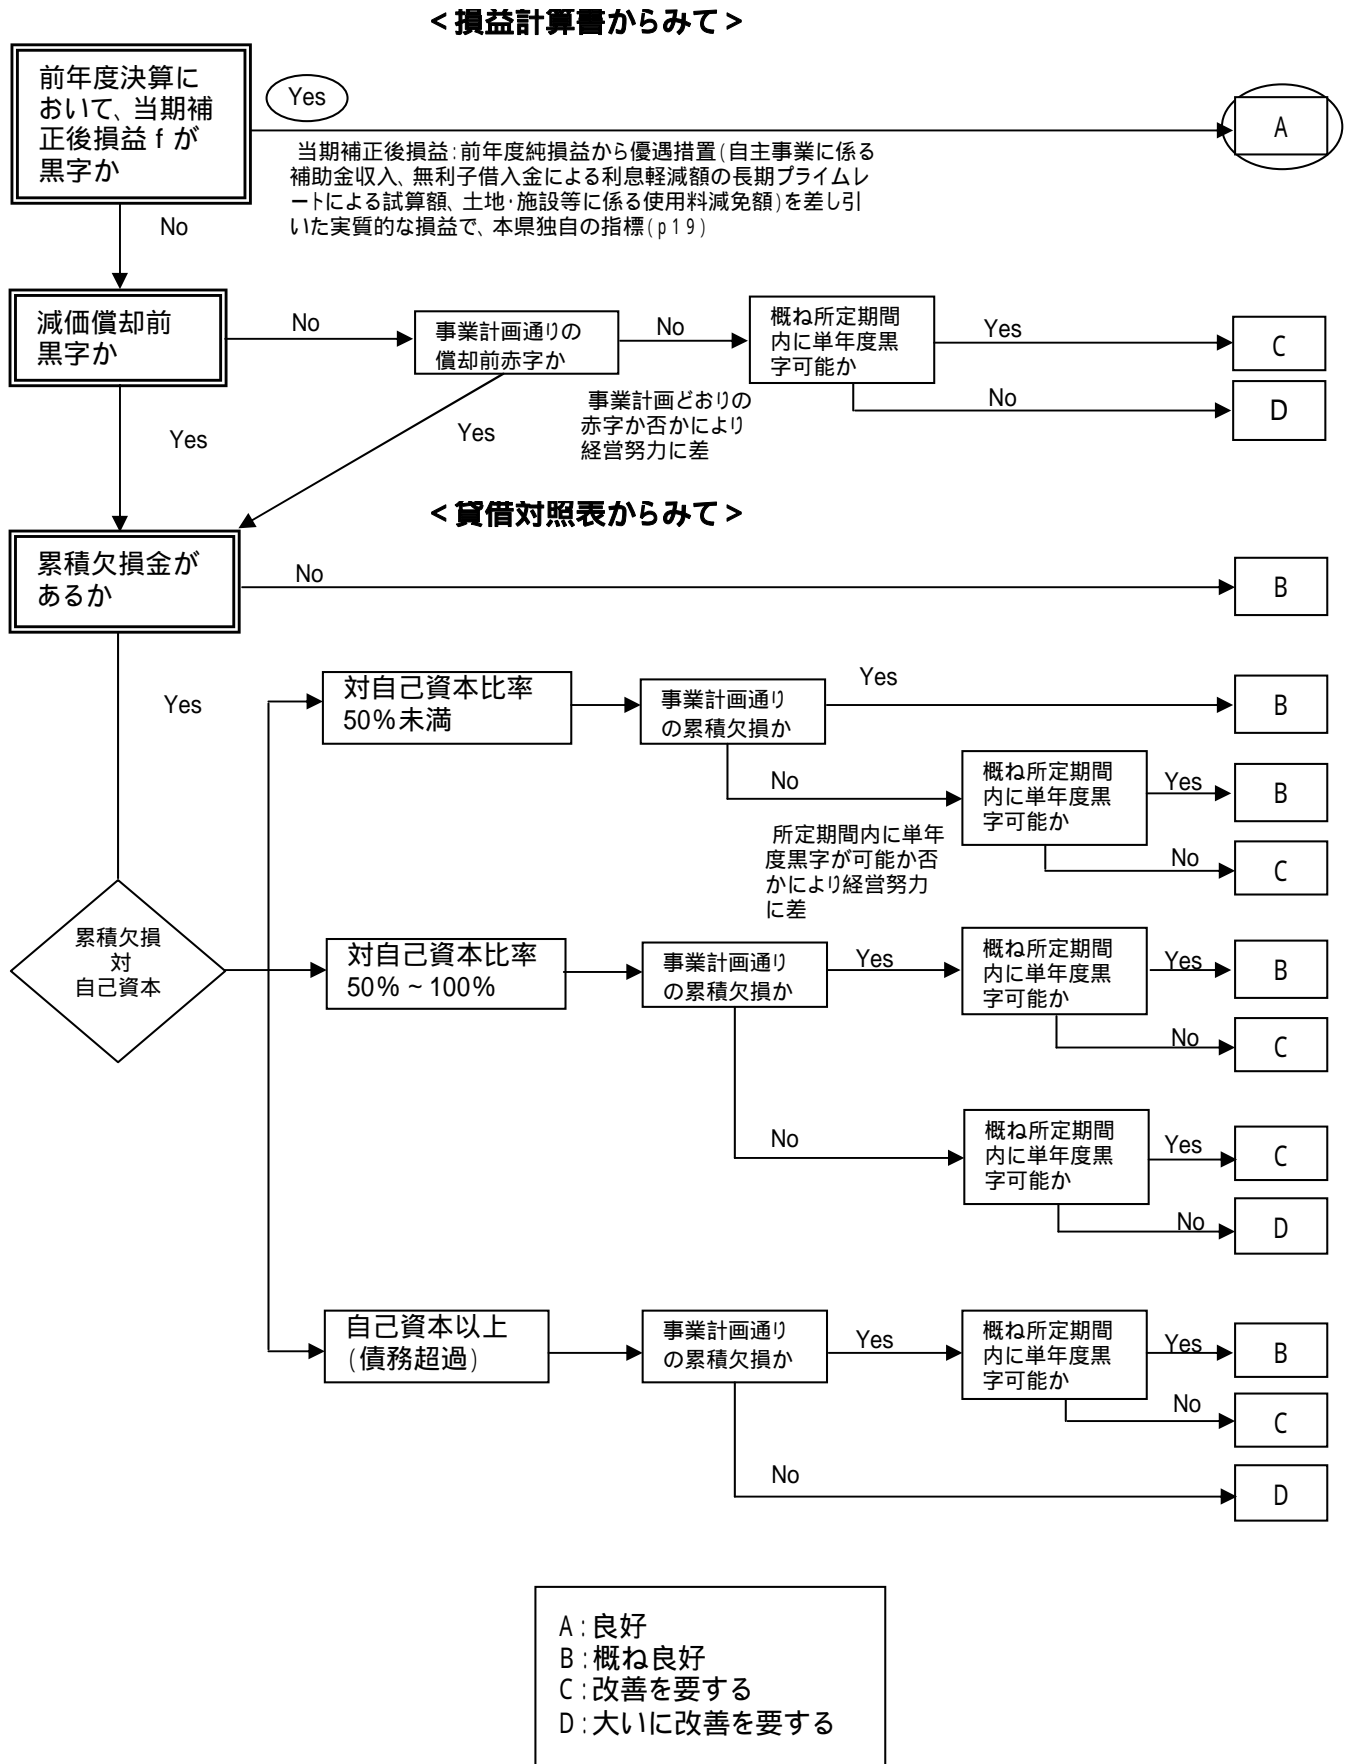 ＜損益計算書からみて＞
前年度決算に
おいて、当期補
正後損益ｆが
黒字か
Yes
A
当期補正後損益：前年度純損益から優遇措置（自主事業に係る
補助金収入、無利子借入金による利息軽減額の長期プライムレ
ートによる試算額、土地・施設等に係る使用料減免額）を差し引
いた実質的な損益で、本県独自の指標（p19）
No
減価償却前
黒字か
No
事業計画通りの
償却前赤字か
No
概ね所定期間
内に単年度黒
字可能か
Yes
C
No
D
事業計画どおりの
赤字か否かにより
経営努力に差
Yes
Yes
＜貸借対照表からみて＞
累積欠損金が
あるか
No
B
Yes
対自己資本比率
50％未満
事業計画通り
の累積欠損か
Yes
B
No
概ね所定期間
内に単年度黒
字可能か
Yes
B
No
C
所定期間内に単年
度黒字が可能か否
かにより経営努力
に差
累積欠損
対
自己資本
対自己資本比率
50％～100％
事業計画通り
の累積欠損か
Yes
概ね所定期間
内に単年度黒
字可能か
Yes
B
No
C
No
概ね所定期間
内に単年度黒
字可能か
Yes
C
No
D
自己資本以上
（債務超過）
事業計画通り
の累積欠損か
Yes
概ね所定期間
内に単年度黒
字可能か
Yes
B
No
C
No
D
A：良好
B：概ね良好
C：改善を要する
D：大いに改善を要する